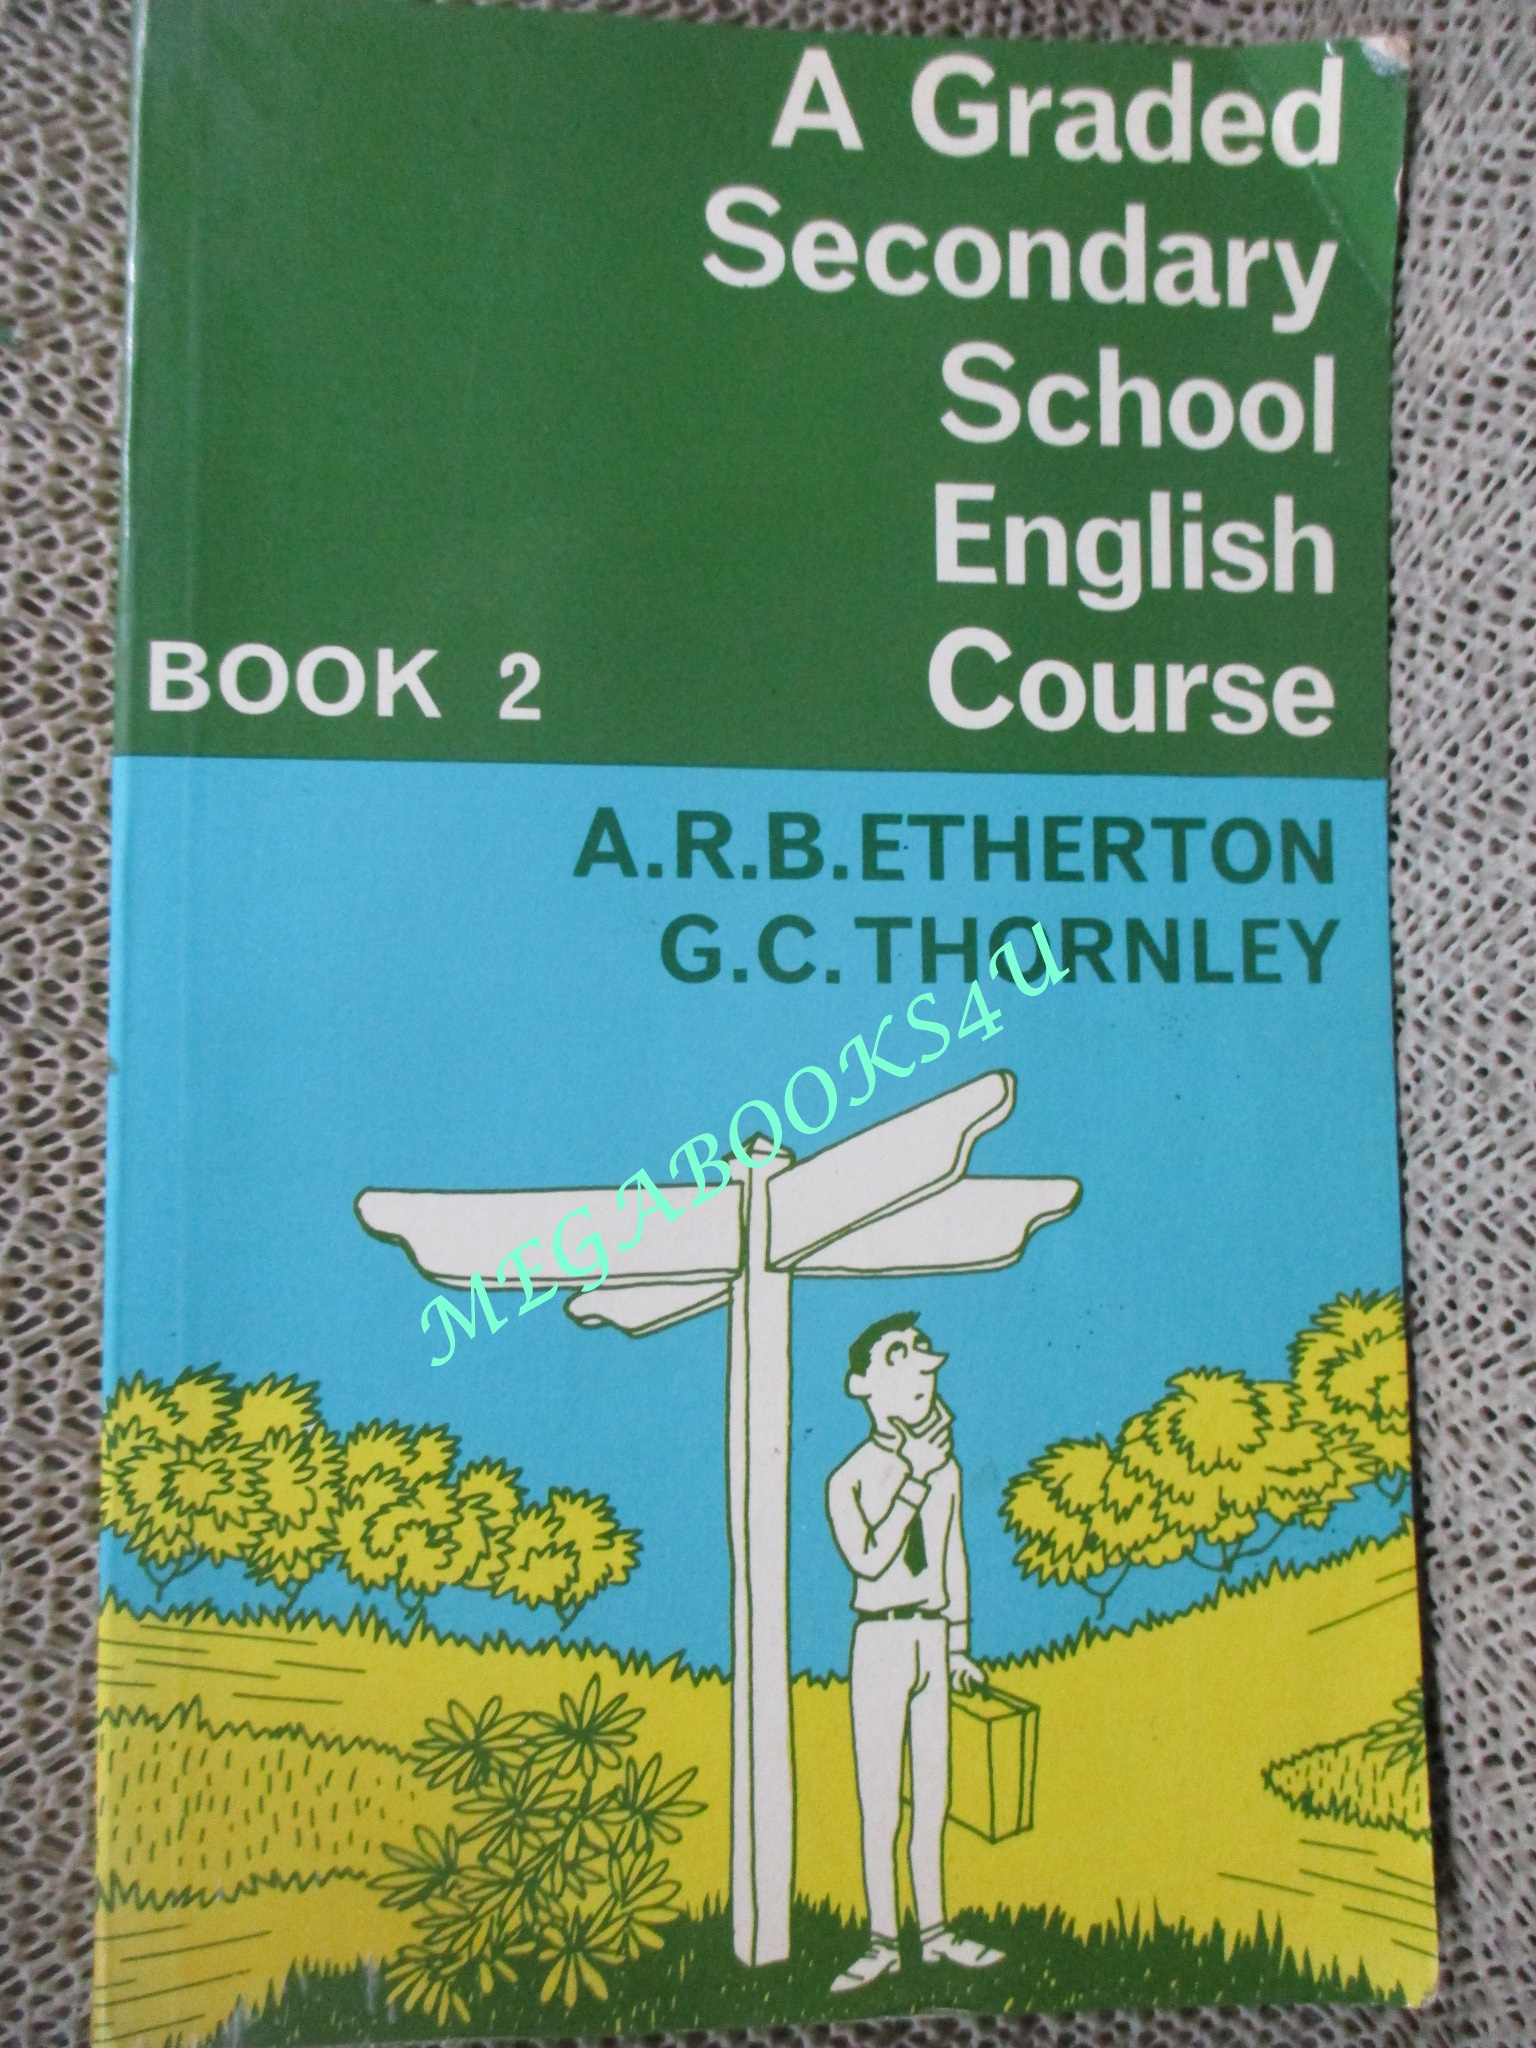 A Graded
Secondary
School
English
Course
BOOK 2
A.R.B.ETHERTON
G.C.THORNLEY
MEGABOOKS4U